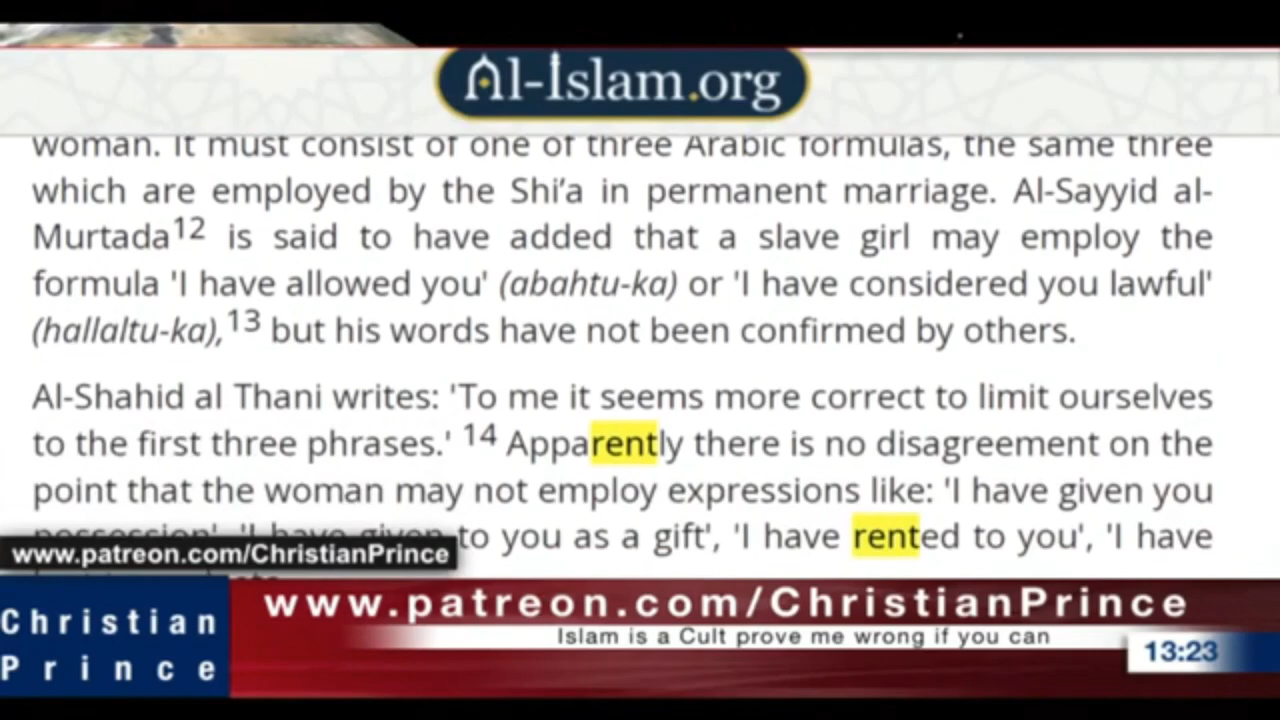 Al-Islam.org
woman. It must consist of one of three Arabic formulas, the same three
which are employed by the Shi'a in permanent marriage. Al-Sayyid al-
Murtada12 is said to have added that a slave girl may employ the
formula 'I have allowed you' (abahtu-ka) or 'I have considered you lawful'
(hallaltu-ka),13 but his words have not been confirmed by others.
Al-Shahid al Thani writes: 'To me it seems more correct to limit ourselves
to the first three phrases.' 14 Apparently there is no disagreement on the
point that the woman may not employ expressions like: 'I have given you
possession', 'I have given to you as a gift', 'I have rented to you', 'I have
www.patreon.com/ChristianPrince
Christian
Prince
www.patreon.com/ChristianPrince
Islam is a Cult prove me wrong if you can
13:23